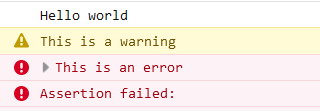 Hello world
This is a warning
This is an error
Assertion failed: